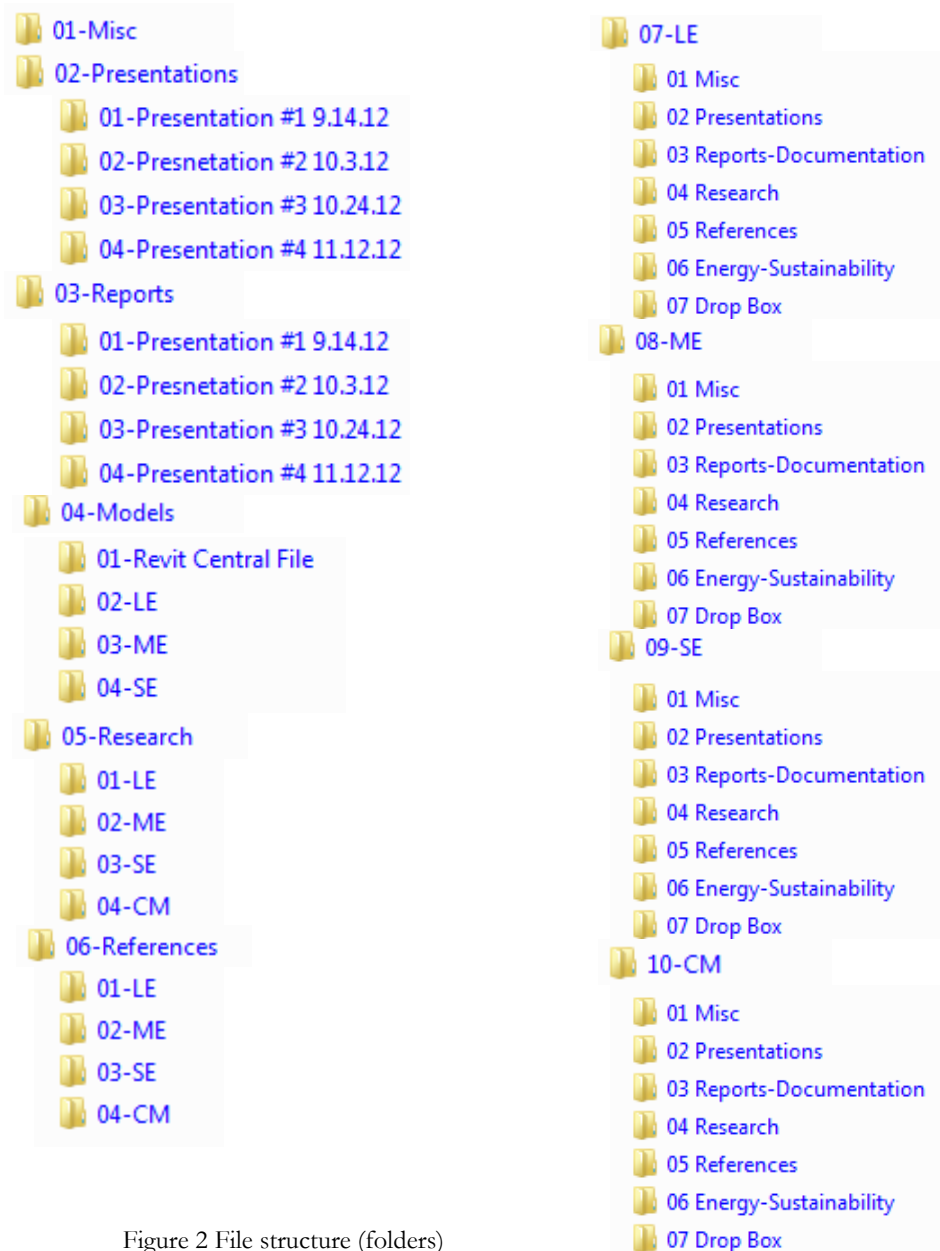 01-Misc
02-Presentations
01-Presentation #1 9.14.12
02-Presnetation #2 10.3.12
03-Presentation #3 10.24.12
04-Presentation #4 11.12.12
03-Reports
01-Presentation #1 9.14.12
02-Presnetation #2 10.3.12
03-Presentation #3 10.24.12
04-Presentation #4 11.12.12
04-Models
01-Revit Central File
02-LE
03-ME
04-SE
05-Research
01-LE
02-ME
03-SE
04-CM
06-References
01-LE
02-ME
03-SE
04-CM
07-LE
01 Misc
02 Presentations
03 Reports-Documentation
04 Research
05 References
06 Energy-Sustainability
07 Drop Box
08-ME
01 Misc
02 Presentations
03 Reports-Documentation
04 Research
05 References
06 Energy-Sustainability
07 Drop Box
09-SE
01 Misc
02 Presentations
03 Reports-Documentation
04 Research
05 References
06 Energy-Sustainability
07 Drop Box
10-CM
01 Misc
02 Presentations
03 Reports-Documentation
04 Research
05 References
06 Energy-Sustainability
07 Drop Box
Figure 2 File structure (folders)